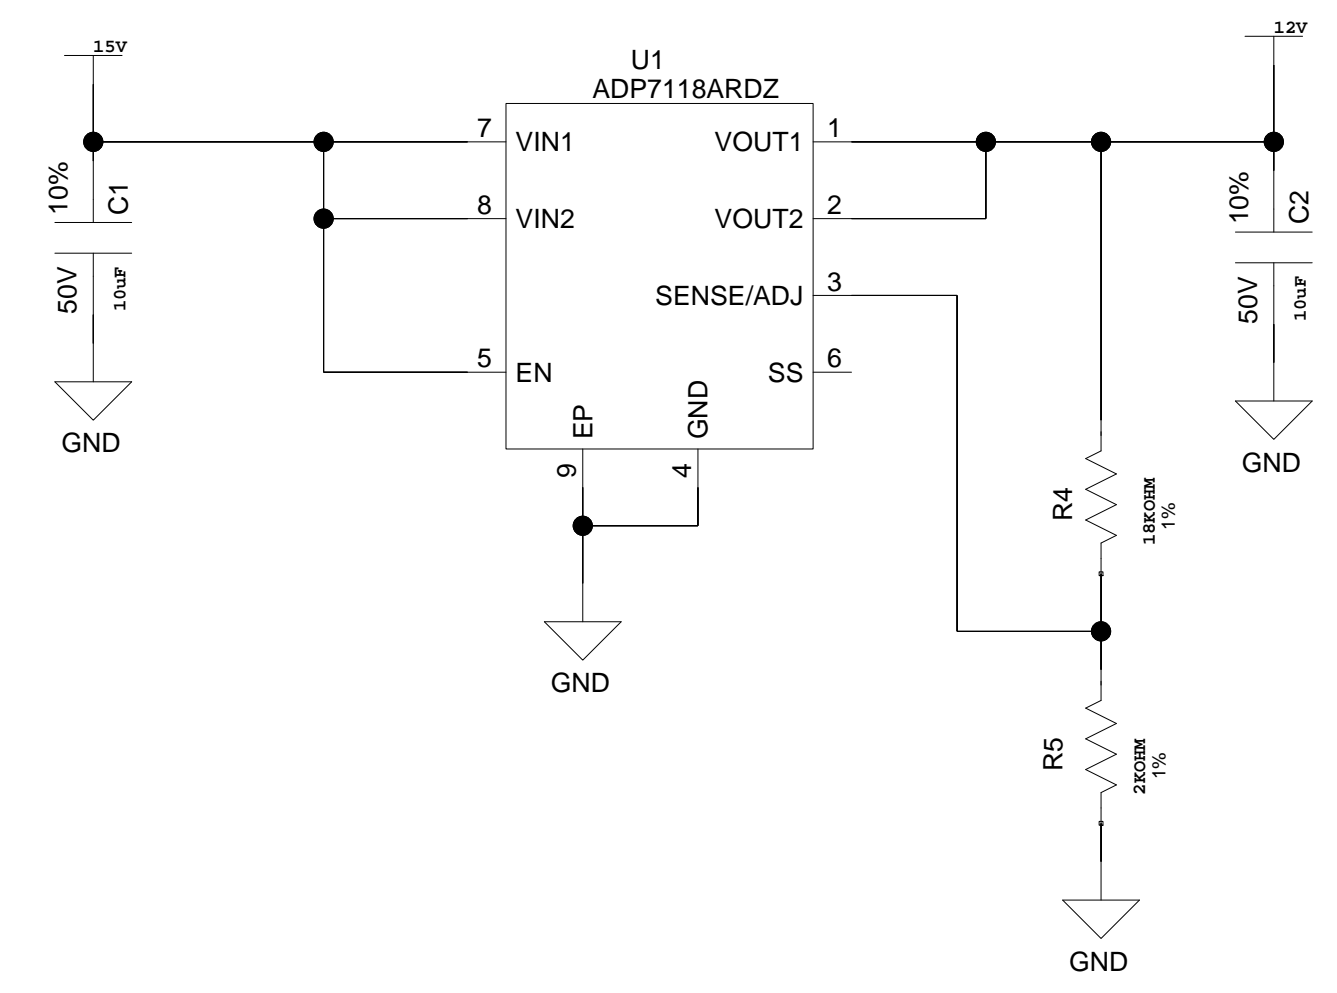 15V
12V
U1
ADP7118ARDZ
7
VIN1
VOUT1
1
10%
C1
10%
C2
8
VIN2
VOUT2
2
50V
10uF
50V
10uF
SENSE/ADJ
3
5
EN
SS
6
EP
GND
9
4
GND
GND
R4
18KOHM
1%
GND
R5
2KOHM
1%
GND